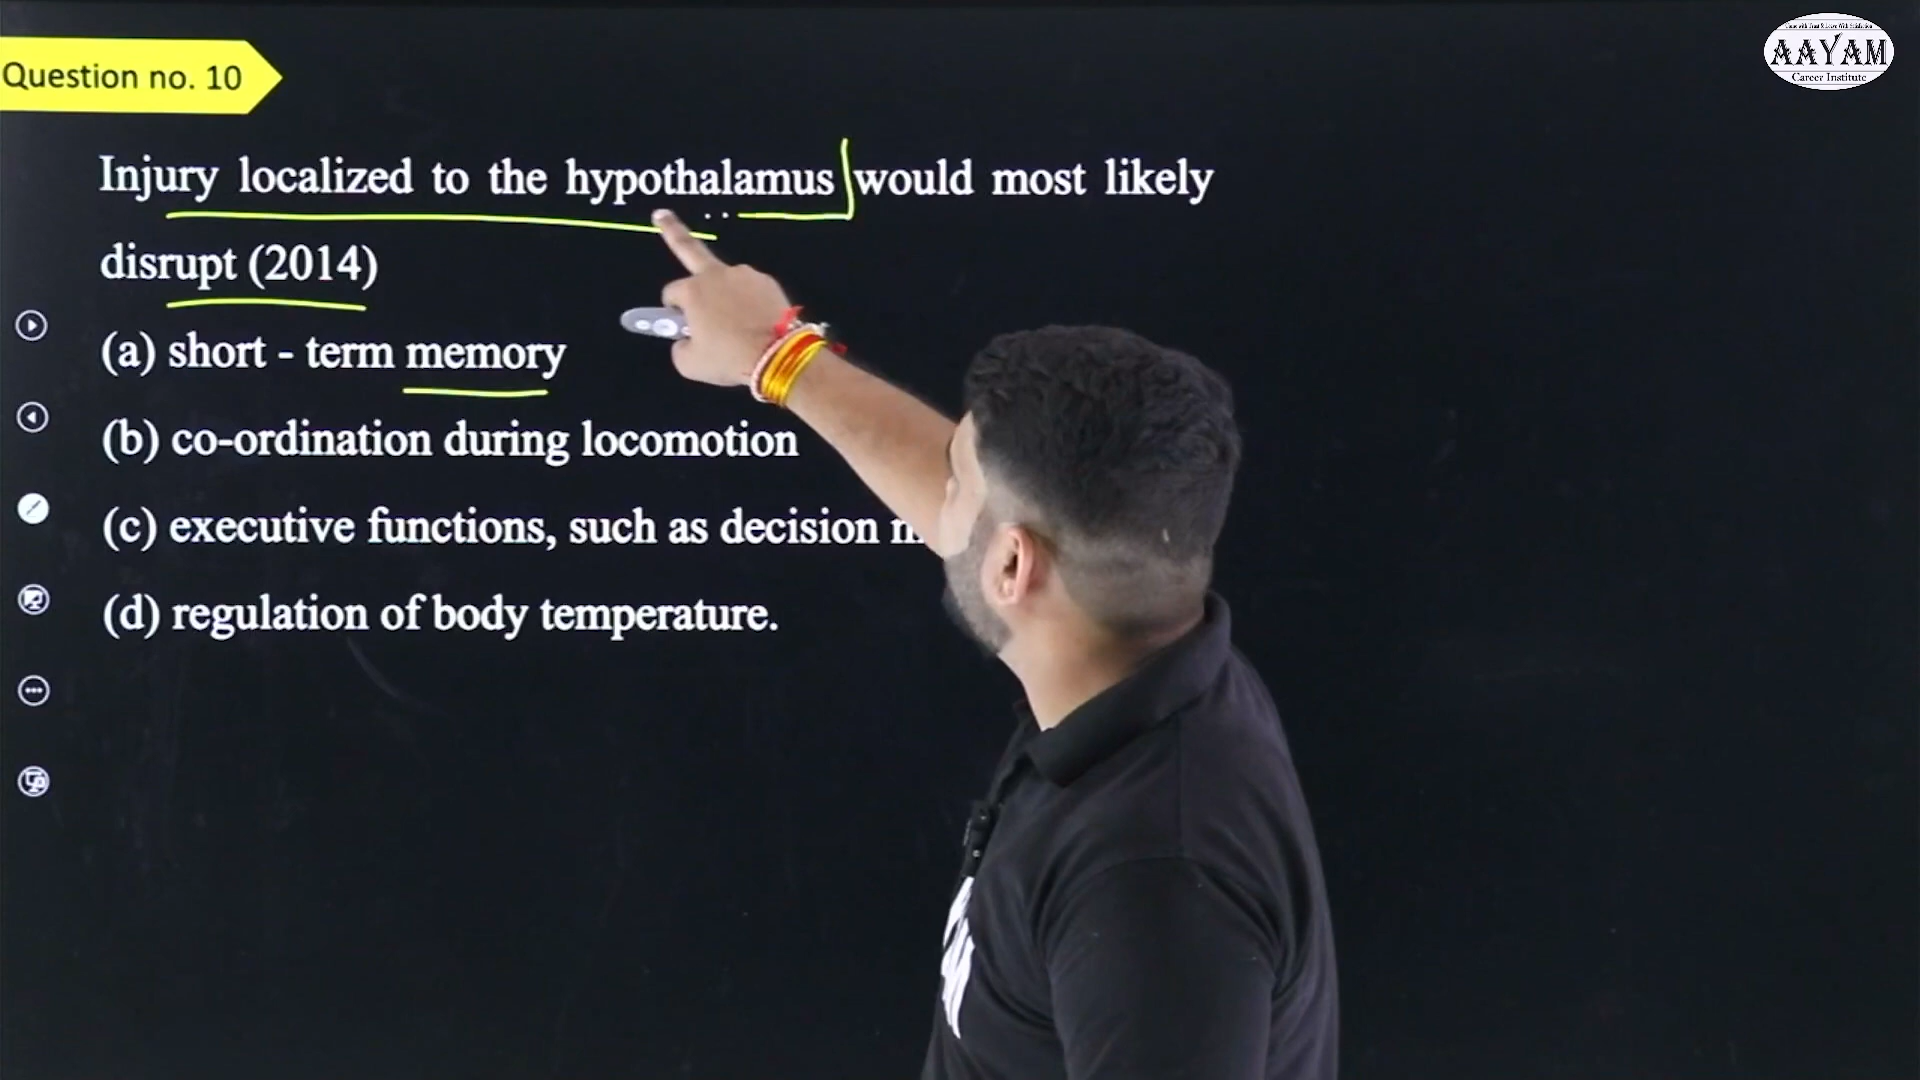 Question no. 10
AAYAM
Career Institute
Injury localized to the hypothalamus would most likely
disrupt (2014)
(a) short - term memory
(b) co-ordination during locomotion
(c) executive functions, such as decision
(d) regulation of body temperature.